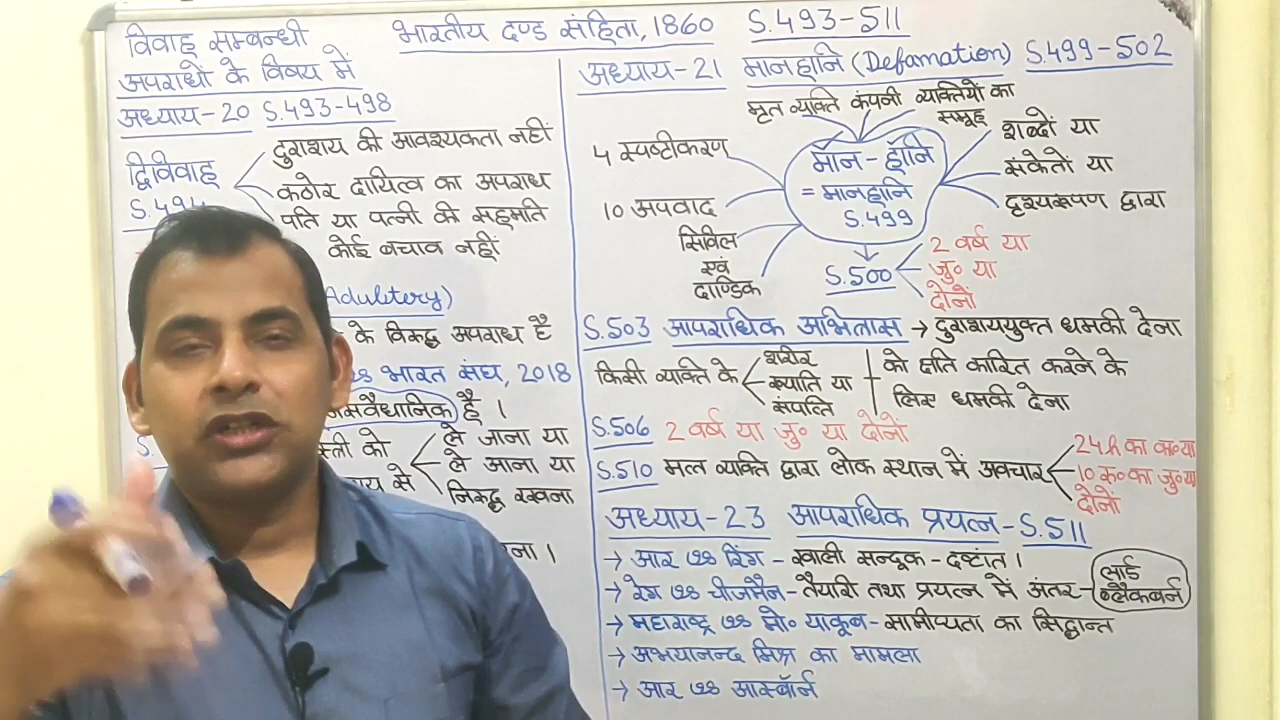 भारतीय दण्ड संहिता, 1860 S.493-511
विवाह सम्बन्धी
अपराधों के विषय में
अध्याय-20 S.493-498
द्विविवाह
S.494
दुराशय की आवश्यकता नहीं
कठोर दायित्व का अपराध
पति या पत्नी की सहमति
कोई बचाव नहीं
Adultery)
के विरुद्ध अपराध है
भारत संघ, 2018
असंवैधानिक है ।
S.
स्त्री को
ले जाना या
ले जाना या
निरुद्ध रखना
अध्याय-21 मानहानि (Defamation) S.499-502
मृत व्यक्ति कंपनी व्यक्तियों का
समूह
4 स्पष्टीकरण
10 अपवाद
सिविल
एवं
दाण्डिक
मॉन-हॉनि
= मानहानि
S.499
शब्दों या
संकेतों या
दृश्यरूपण द्वारा
S.500
2 वर्ष या
जु० या
दोनों
S.503 आपराधिक अभित्रास → दुराशययुक्त धमकी देना
किसी व्यक्ति के
शरीर
ख्याति या
संपत्ति
को क्षति कारित करने के
लिए धमकी देना
S.506 2 वर्ष या जु० या दोनों
S.510 मत्त व्यक्ति द्वारा लोक स्थान में अवचार
24h का का०या
10 रु०का जु०या
दोनों
अध्याय-23 आपराधिक प्रयत्न-S.511
→ आर vs रिंग - खाली सन्दूक - दृष्टांत ।
→ रेग vs चीजमैन - तैयारी तथा प्रयत्न में अंतर - लार्ड ब्लैकबर्न
→ महाराष्ट्र vs मो० याकूब - सामीप्यता का सिद्धान्त
→ अभयानन्द मिश्र का मामला
→ आर vs आस्बॉर्न